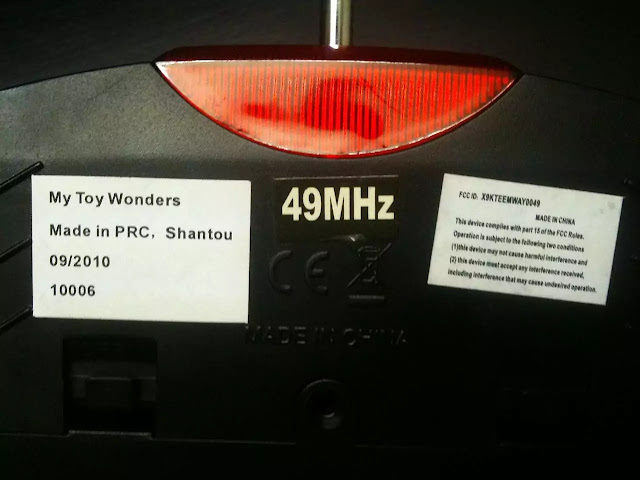 My Toy Wonders
Made in PRC, Shantou
09/2010
10006
49MHz
CE
MADE IN CHINA
FCC ID: X9KTEEMWAY0049
MADE IN CHINA
This device complies with part 15 of the FCC Roles.
Operation is subject to the following two conditions
(1)this device may not cause harmful interference and
(2) this device must accept any interference received,
including interference that may cause undesired operation.